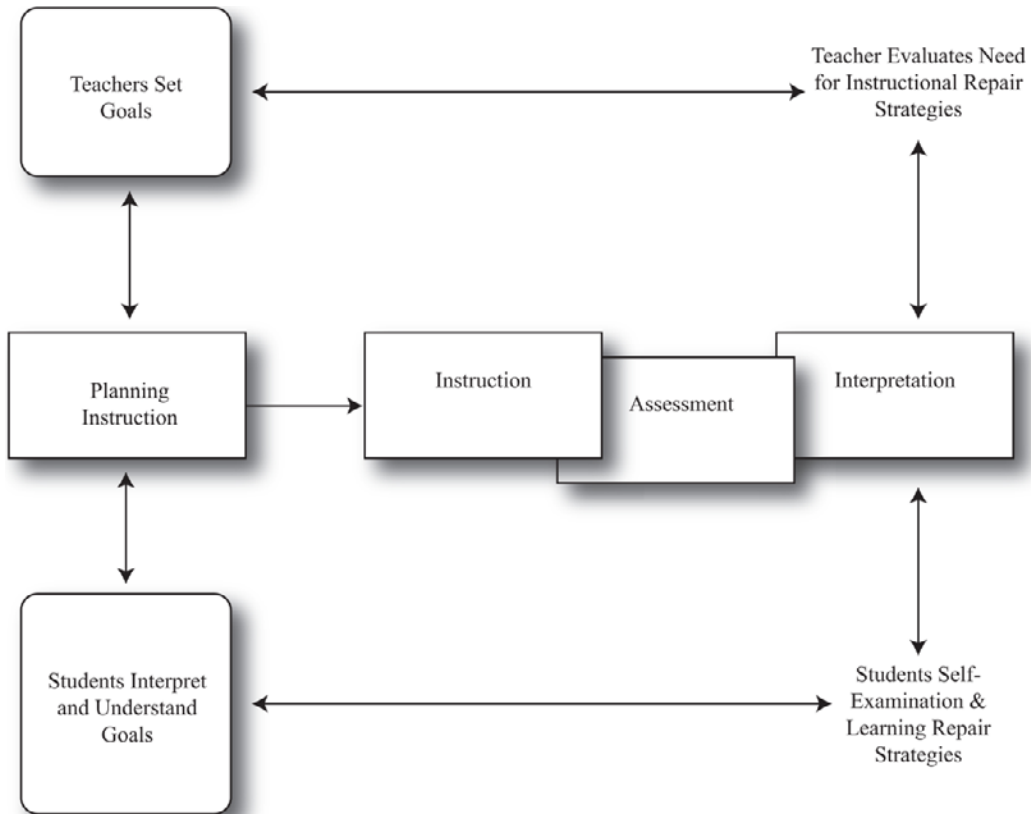 Teachers Set
Goals
Teacher Evaluates Need
for Instructional Repair
Strategies
Planning
Instruction
Instruction
Assessment
Interpretation
Students Interpret
and Understand
Goals
Students Self-
Examination &
Learning Repair
Strategies